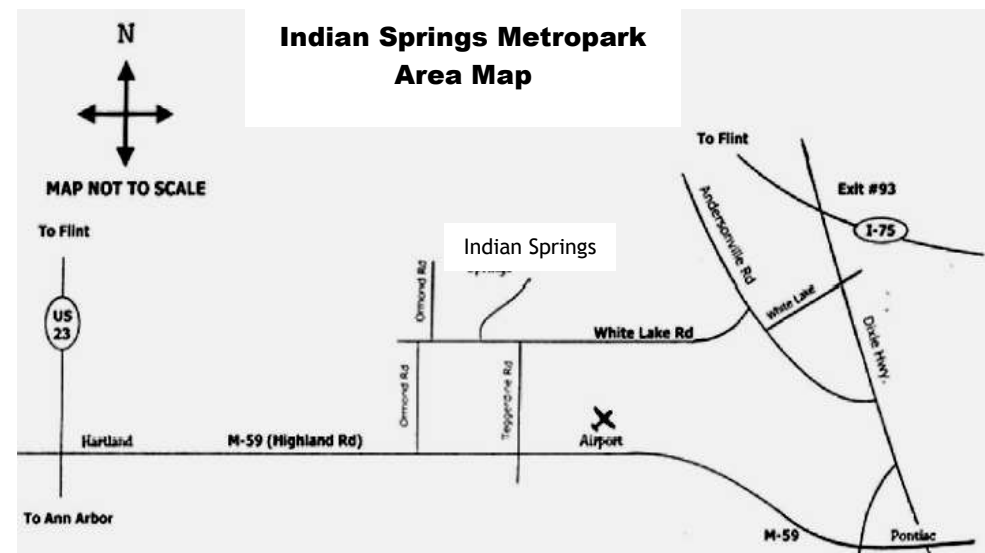 Indian Springs Metropark
Area Map
N
MAP NOT TO SCALE
To Flint
Exit #93
I-75
To Flint
US
23
Andersonville Rd
Indian Springs
Springs
Ormond Rd
White Lake
White Lake Rd
Dixie Hwy.
Ormond Rd
Teggerdine Rd
Hartland
M-59 (Highland Rd)
Airport
To Ann Arbor
M-59
Pontiac